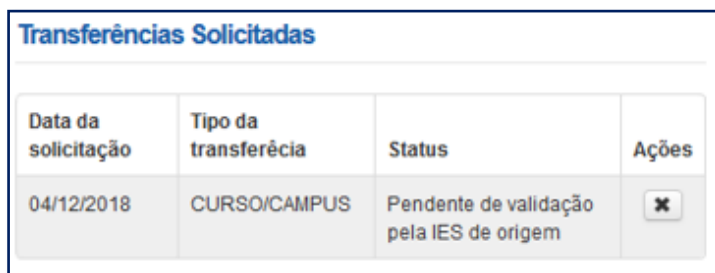 Transferências Solicitadas
Data da solicitação
Tipo da transferêcia
Status
Ações
04/12/2018
CURSO/CAMPUS
Pendente de validação
pela IES de origem